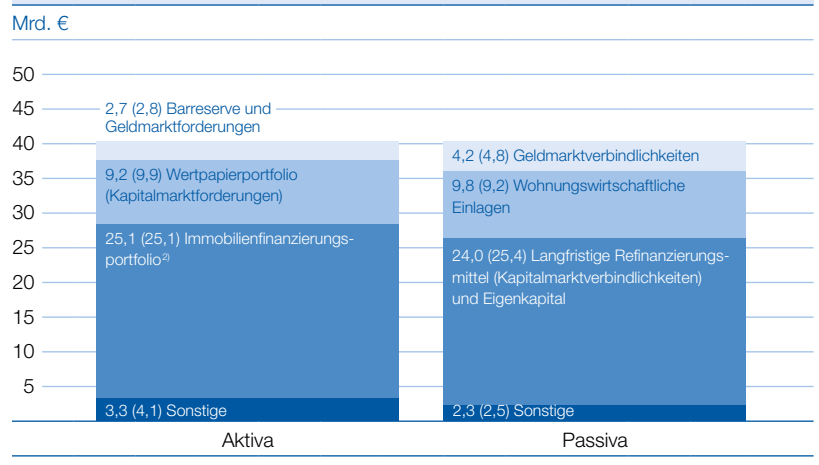 Mrd. €
50
45
40
35
30
25
20
15
10
5
2,7 (2,8) Barreserve und
Geldmarktforderungen
9,2 (9,9) Wertpapierportfolio
(Kapitalmarktforderungen)
25,1 (25,1) Immobilienfinanzierungs-
portfolio²⁾
3,3 (4,1) Sonstige
4,2 (4,8) Geldmarktverbindlichkeiten
9,8 (9,2) Wohnungswirtschaftliche
Einlagen
24,0 (25,4) Langfristige Refinanzierungs-
mittel (Kapitalmarktverbindlichkeiten)
und Eigenkapital
2,3 (2,5) Sonstige
Aktiva
Passiva